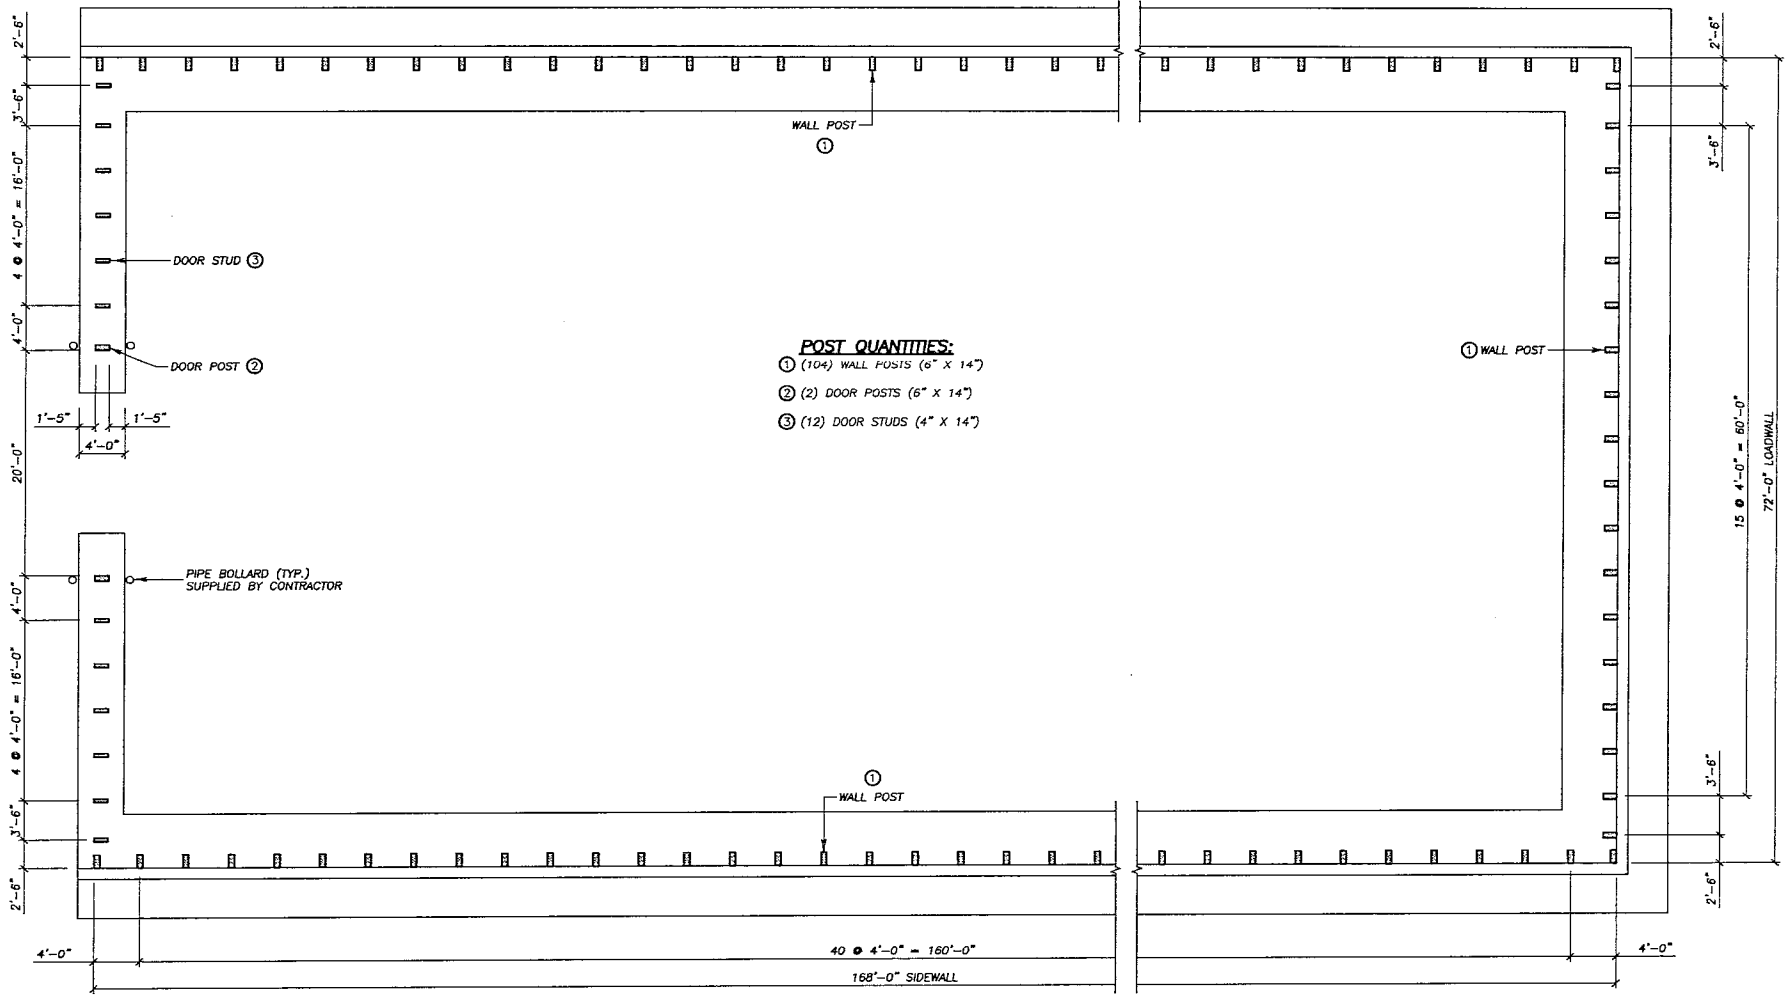 2'-6"
3'-6"
4 @ 4'-0" = 16'-0"
4'-0"
20'-0"
4'-0"
4 @ 4'-0" = 16'-0"
3'-6"
2'-6"
WALL POST
1
DOOR STUD 3
DOOR POST 2
1'-5"
1'-5"
4'-0"
POST QUANTITIES:
1 (104) WALL POSTS (6" X 14")
2 (2) DOOR POSTS (6" X 14")
3 (12) DOOR STUDS (4" X 14")
1 WALL POST
PIPE BOLLARD (TYP.)
SUPPLIED BY CONTRACTOR
1
WALL POST
2'-6"
3'-6"
15 @ 4'-0" = 60'-0"
72'-0" LOADWALL
3'-6"
2'-6"
4'-0"
40 @ 4'-0" = 160'-0"
4'-0"
168'-0" SIDEWALL